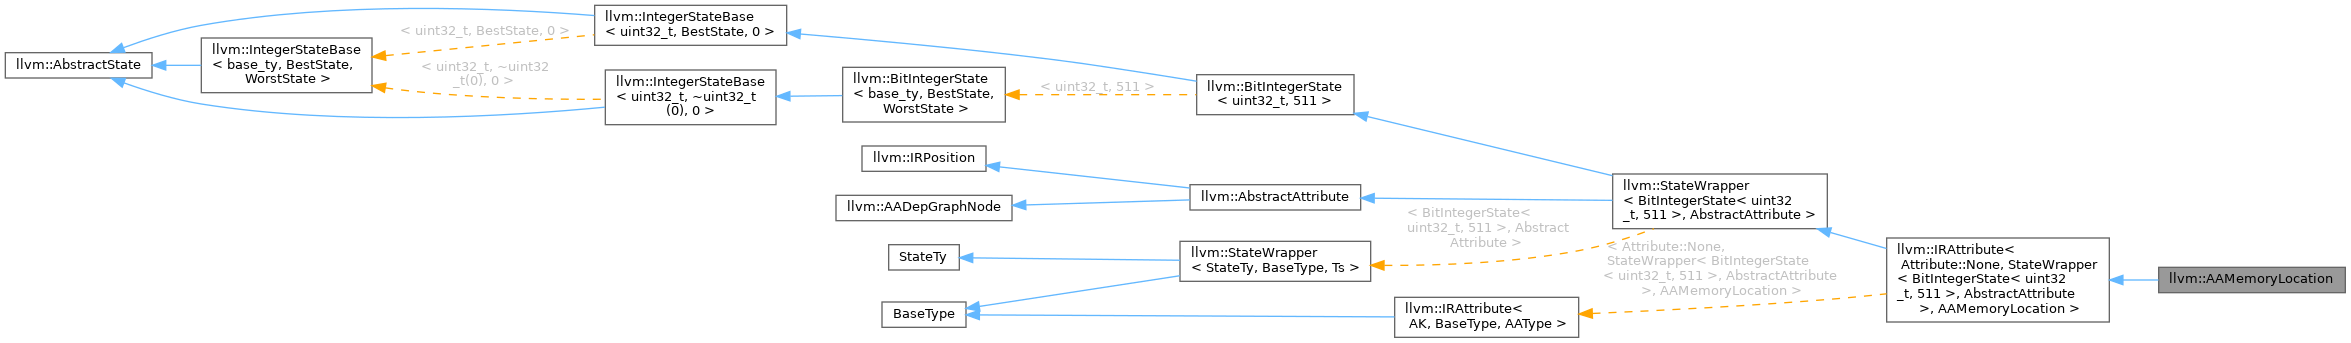 llvm::AbstractState
llvm::IntegerStateBase
< base_ty, BestState,
WorstState >
< uint32_t, BestState, 0 >
< uint32_t, ~uint32
_t(0), 0 >
llvm::IntegerStateBase
< uint32_t, BestState, 0 >
llvm::IntegerStateBase
< uint32_t, ~uint32_t
(0), 0 >
llvm::BitIntegerState
< base_ty, BestState,
WorstState >
< uint32_t, 511 >
llvm::BitIntegerState
< uint32_t, 511 >
llvm::IRPosition
llvm::AADepGraphNode
llvm::AbstractAttribute
StateTy
BaseType
llvm::StateWrapper
< StateTy, BaseType, Ts >
< BitIntegerState<
uint32_t, 511 >, Abstract
Attribute >
llvm::IRAttribute<
AK, BaseType, AAType >
llvm::StateWrapper
< BitIntegerState< uint32
_t, 511 >, AbstractAttribute >
< Attribute::None,
StateWrapper< BitIntegerState
< uint32_t, 511 >, AbstractAttribute
>, AAMemoryLocation >
llvm::IRAttribute<
Attribute::None, StateWrapper
< BitIntegerState< uint32
_t, 511 >, AbstractAttribute
>, AAMemoryLocation >
llvm::AAMemoryLocation